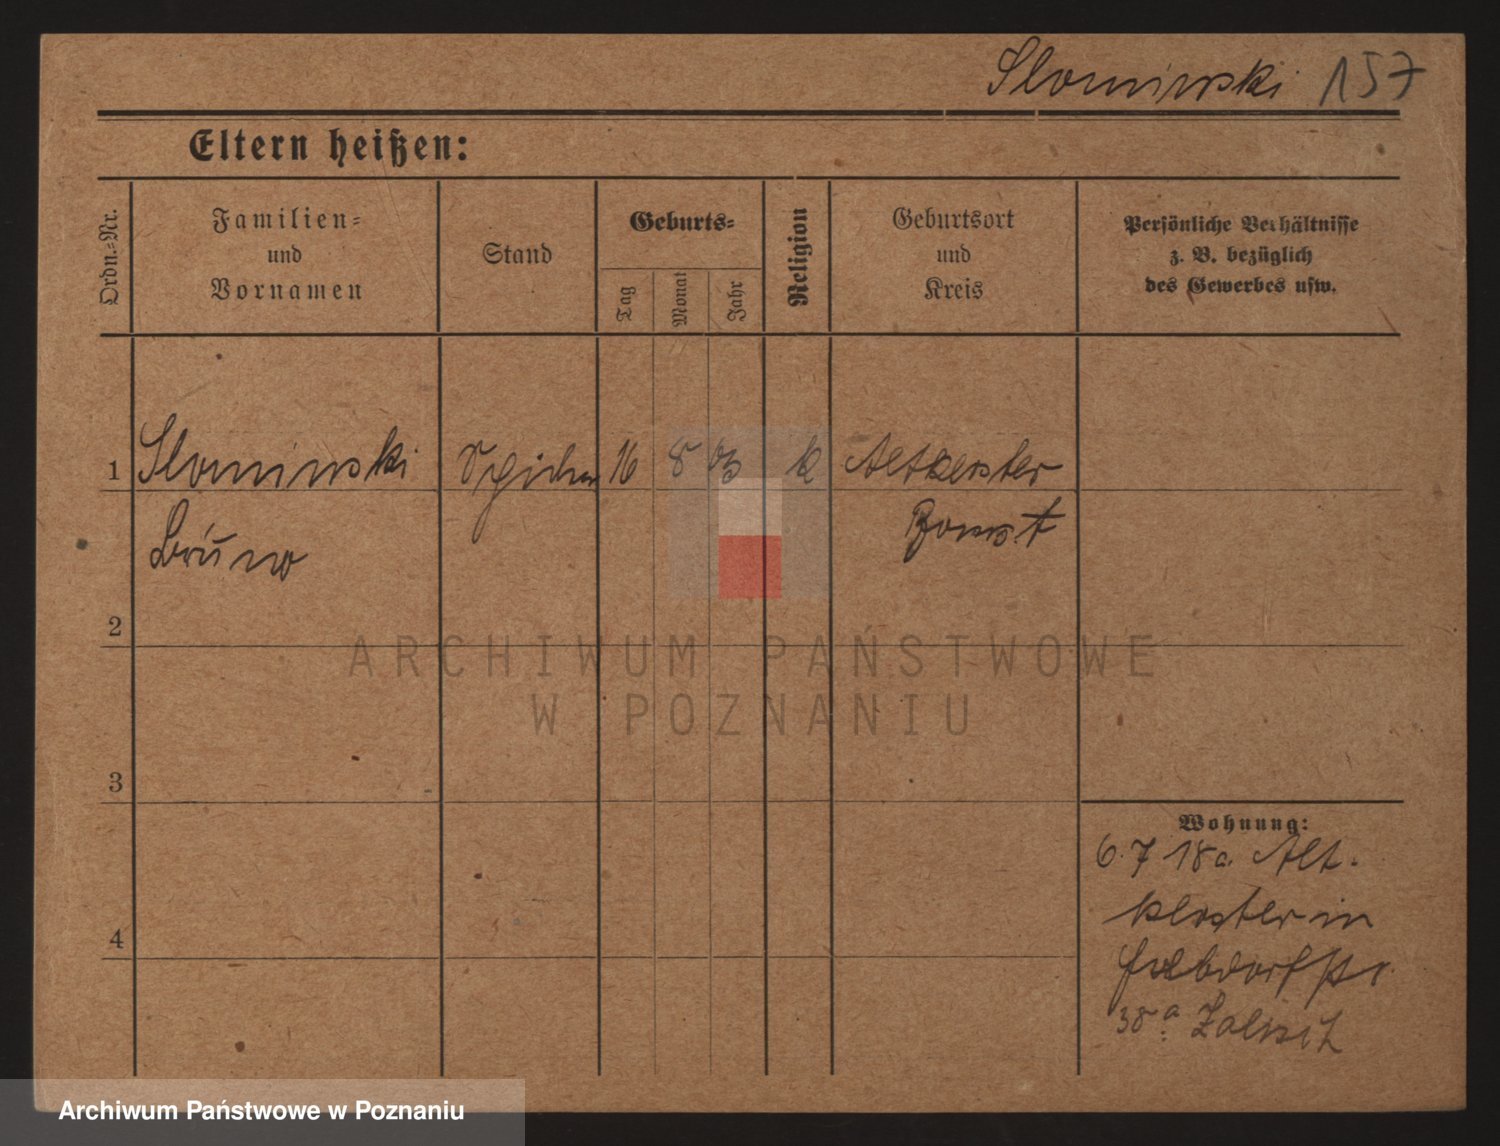 Slominski 157
Eltern heißen:
Ordn.-Nr.
Familien-
und
Vornamen
Stand
Geburts-
Tag
Monat
Jahr
Religion
Geburtsort
und
Kreis
Persönliche Verhältnisse
z. B. bezüglich
des Gewerbes usw.
1 Slominski 16 8 03 k Altkloster
Bruno Bomst
2
3
4
Wohnung:
6. 7 18 a. Alt-
kloster in
38 a
ARCHIWUM PAŃSTWOWE
W POZNANIU
Archiwum Państwowe w Poznaniu